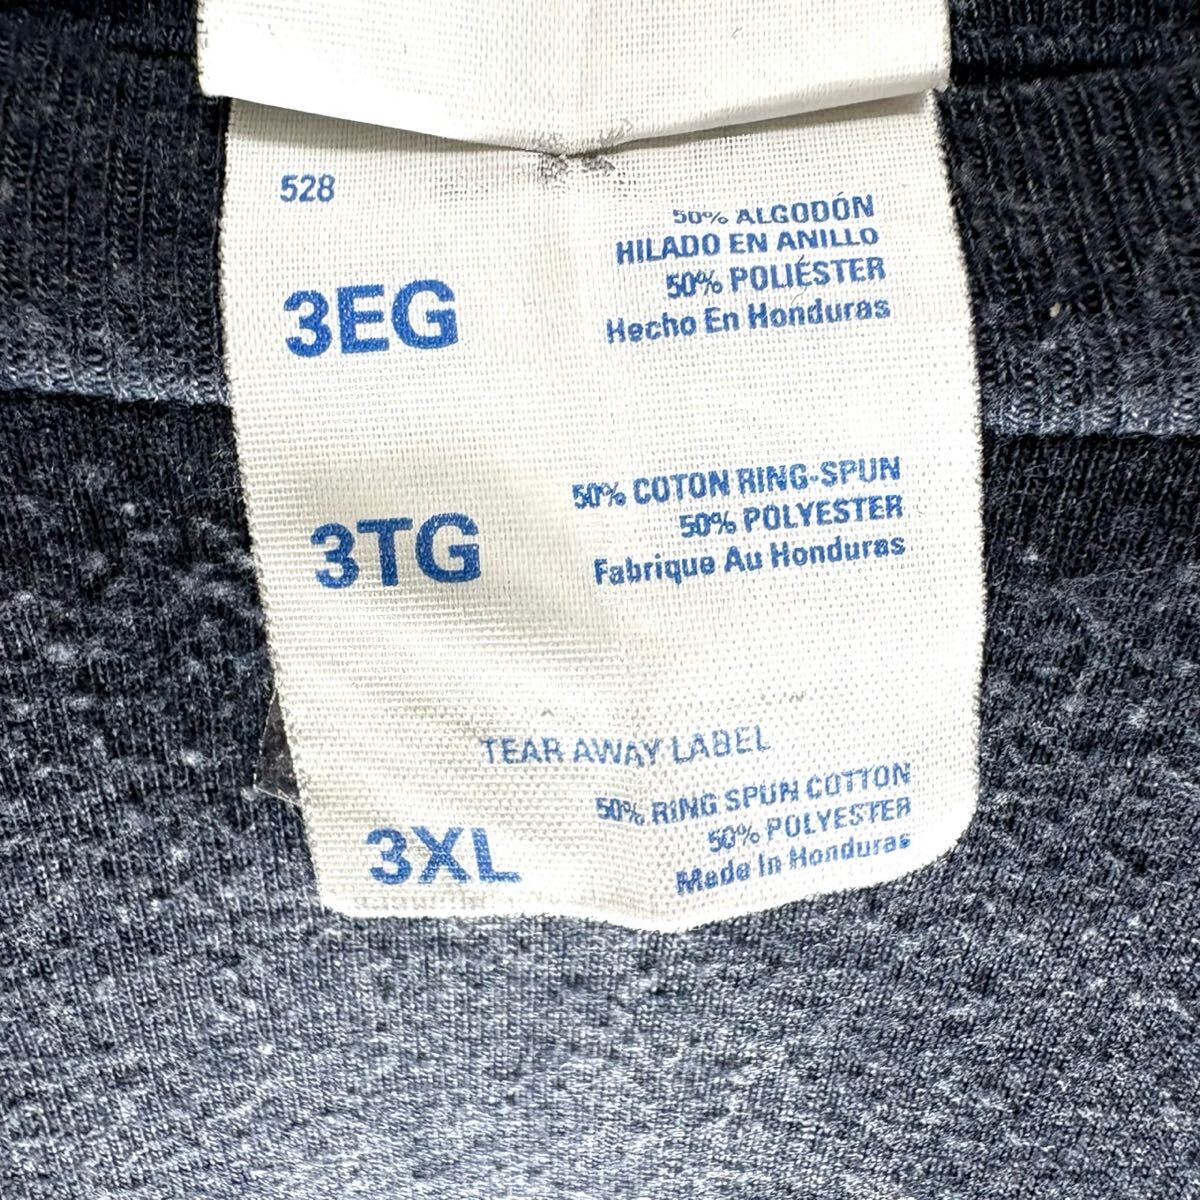 528
50% ALGODÓN
HILADO EN ANILLO
50% POLIÉSTER
Hecho En Honduras
3EG
50% COTON RING-SPUN
50% POLYESTER
Fabrique Au Honduras
3TG
TEAR AWAY LABEL
50% RING SPUN COTTON
50% POLYESTER
Made In Honduras
3XL